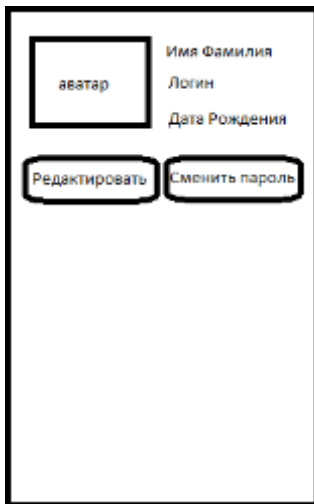 аватар
Имя Фамилия
Логин
Дата Рождения
Редактировать
Сменить пароль